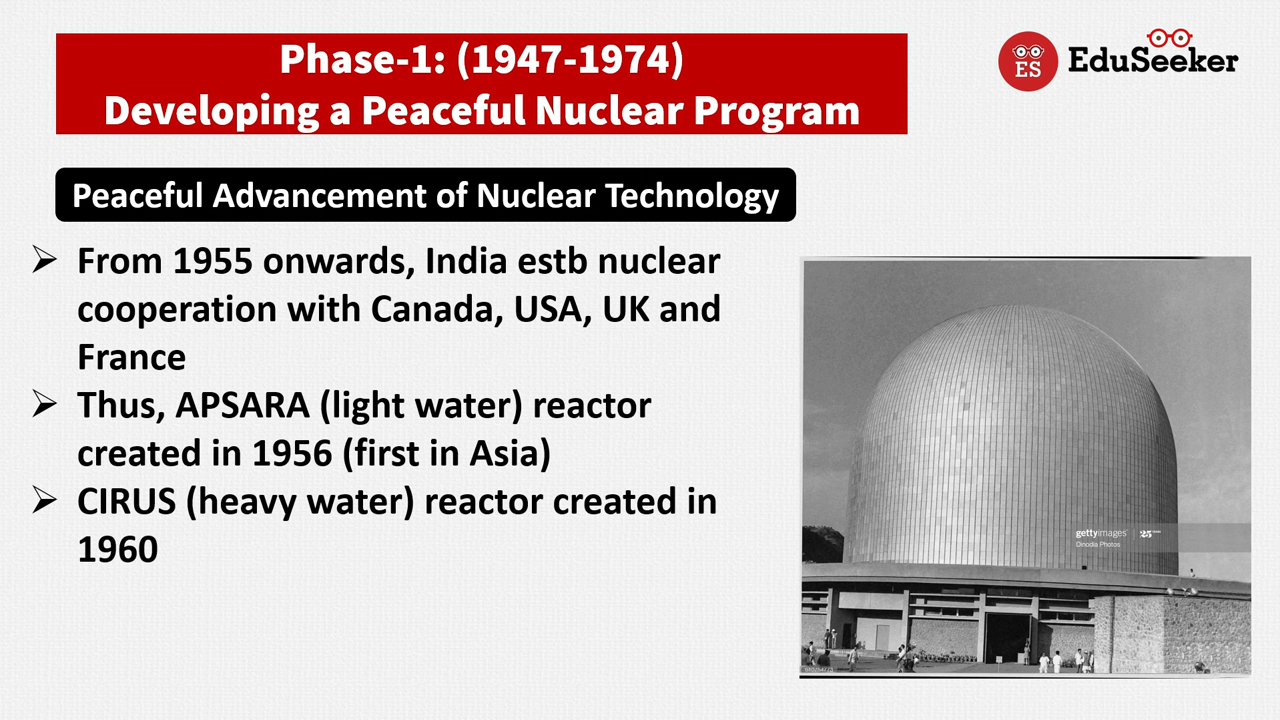 Phase-1: (1947-1974)
Developing a Peaceful Nuclear Program
ES
EduSeeker
Peaceful Advancement of Nuclear Technology
From 1955 onwards, India estb nuclear
cooperation with Canada, USA, UK and
France
Thus, APSARA (light water) reactor
created in 1956 (first in Asia)
CIRUS (heavy water) reactor created in
1960
gettyimages
Dinodia Photos
25